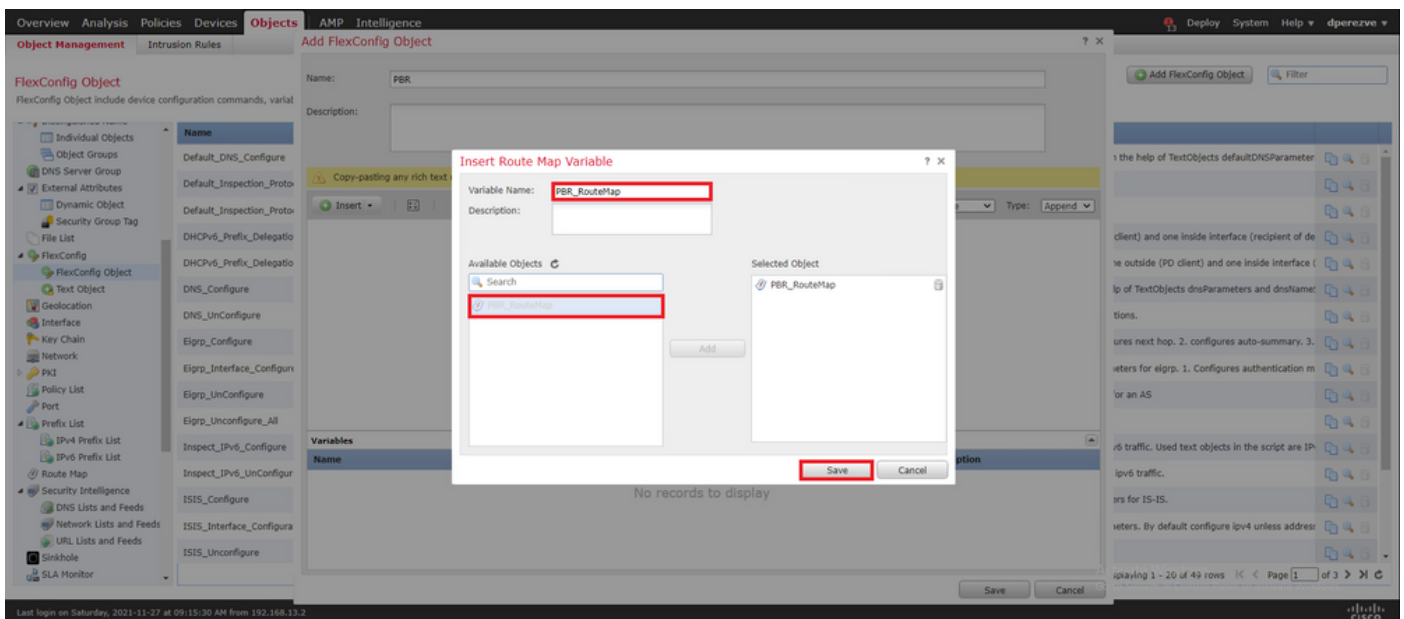 Overview Analysis Policies Devices Objects AMP Intelligence
13 Deploy System Help dperezve
Object Management Intrusion Rules
Add FlexConfig Object ? ×
FlexConfig Object
FlexConfig Object include device configuration commands, variat
Add FlexConfig Object Filter
Name: PBR
Description:
Individual Objects
Object Groups
DNS Server Group
External Attributes
Dynamic Object
Security Group Tag
File List
FlexConfig
FlexConfig Object
Text Object
Geolocation
Interface
Key Chain
Network
PKI
Policy List
Port
Prefix List
IPv4 Prefix List
IPv6 Prefix List
Route Map
Security Intelligence
DNS Lists and Feeds
Network Lists and Feeds
URL Lists and Feeds
Sinkhole
SLA Monitor
Name
Default_DNS_Configure
Default_Inspection_Proto
Default_Inspection_Proto
DHCPv6_Prefix_Delegatio
DHCPv6_Prefix_Delegatio
DNS_Configure
DNS_UnConfigure
Eigrp_Configure
Eigrp_Interface_Configure
Eigrp_UnConfigure
Eigrp_Unconfigure_All
Inspect_IPv6_Configure
Inspect_IPv6_UnConfigur
ISIS_Configure
ISIS_Interface_Configura
ISIS_Unconfigure
Copy-pasting any rich text
Insert
Type: Append
Insert Route Map Variable ? ×
Variable Name: PBR_RouteMap
Description:
Available Objects
Search
PBR_RouteMap
Add
Selected Object
PBR_RouteMap
Save Cancel
Variables
Name
ption
No records to display
Save Cancel
the help of TextObjects defaultDNSParameter
client) and one inside interface (recipient of de
outside (PD client) and one inside interface (
of TextObjects dnsParameters and dnsName
tions.
ures next hop. 2. configures auto-summary. 3.
eters for eigrp. 1. Configures authentication m
for an AS
v6 traffic. Used text objects in the script are IP
ipv6 traffic.
ers for IS-IS.
eters. By default configure ipv4 unless address
splaying 1 - 20 of 49 rows Page 1 of 3
Last login on Saturday, 2021-11-27 at 09:15:30 AM from 192.168.13.2
CISCO